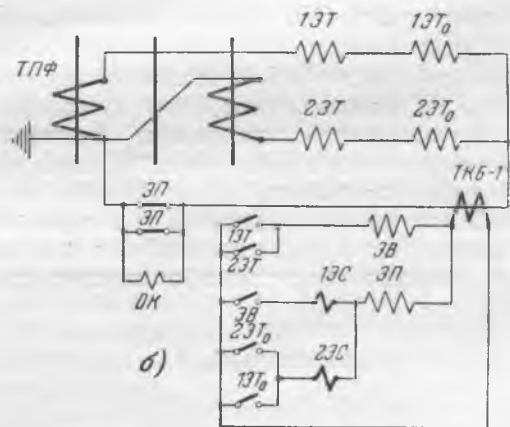 1ЭТ 1ЭТ₀
ТПФ
2ЭТ 2ЭТ₀
ТКБ-1
ЭП
ЭП
1ЭТ
2ЭТ
ЭВ
ОК
1ЭС ЭП
ЭВ
2ЭТ₀
б)
2ЭС
1ЭТ₀